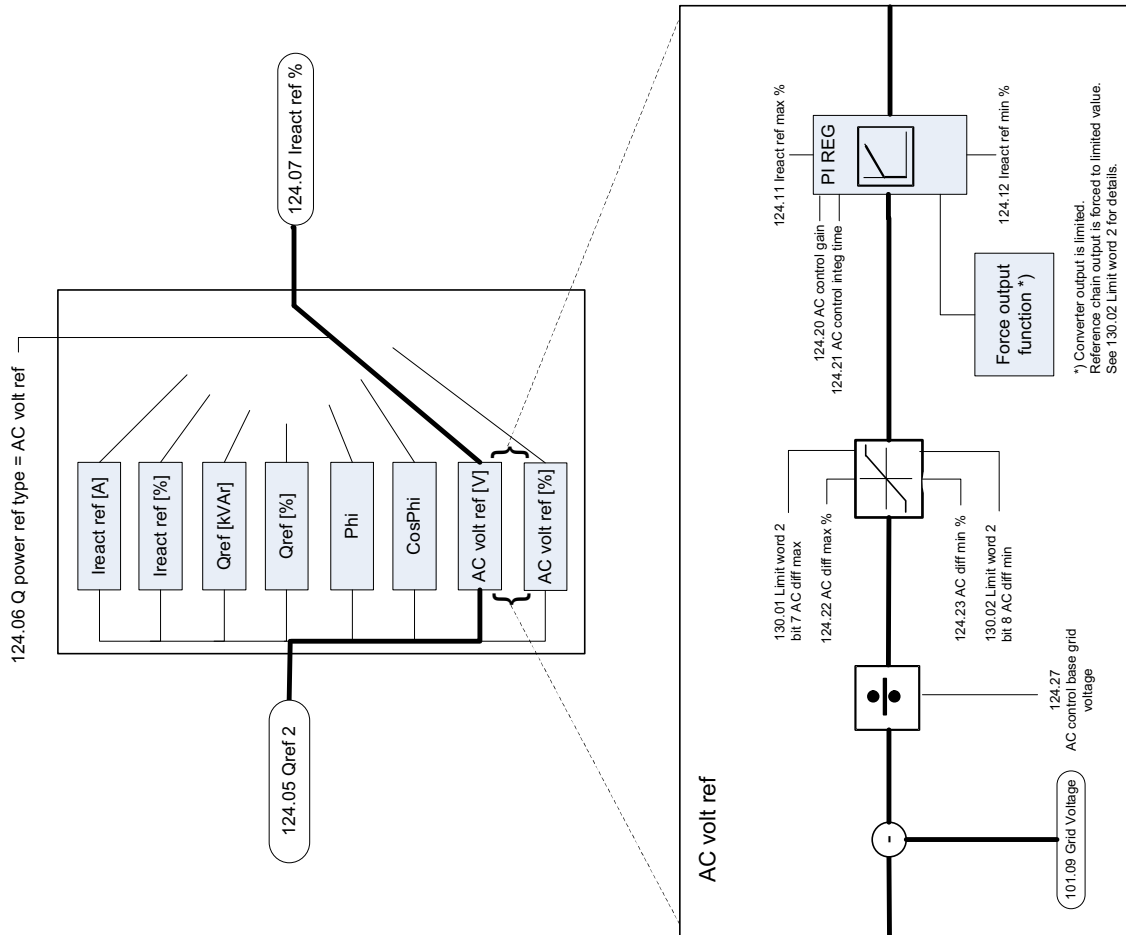 124.06 Q power ref type = AC volt ref
124.05 Qref 2
Ireact ref [A]
Ireact ref [%]
Qref [kVAr]
Qref [%]
Phi
CosPhi
AC volt ref [V]
AC volt ref [%]
124.07 Ireact ref %
AC volt ref
101.09 Grid Voltage
-
124.27
AC control base grid
voltage
130.01 Limit word 2
bit 7 AC diff max
124.22 AC diff max %
124.23 AC diff min %
130.02 Limit word 2
bit 8 AC diff min
124.20 AC control gain
124.21 AC control integ time
124.11 Ireact ref max %
PI REG
124.12 Ireact ref min %
Force output
function *)
*) Converter output is limited.
Reference chain output is forced to limited value.
See 130.02 Limit word 2 for details.